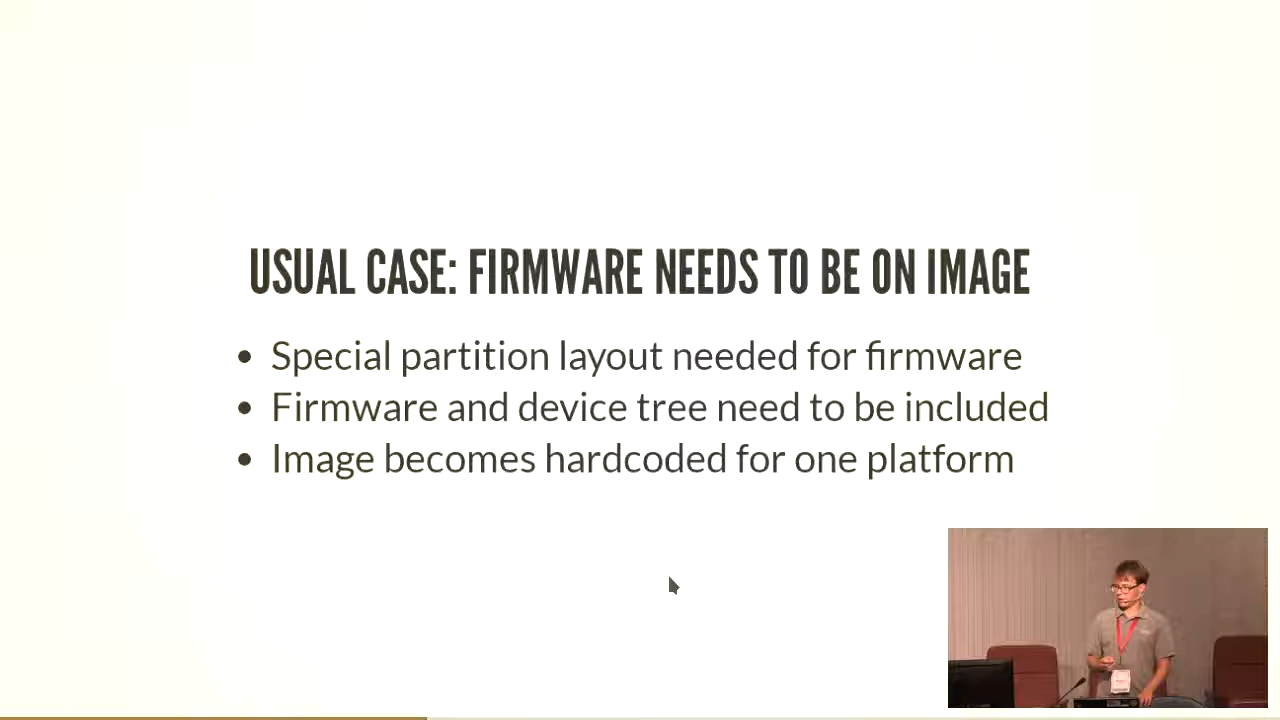 USUAL CASE: FIRMWARE NEEDS TO BE ON IMAGE
• Special partition layout needed for firmware
• Firmware and device tree need to be included
• Image becomes hardcoded for one platform